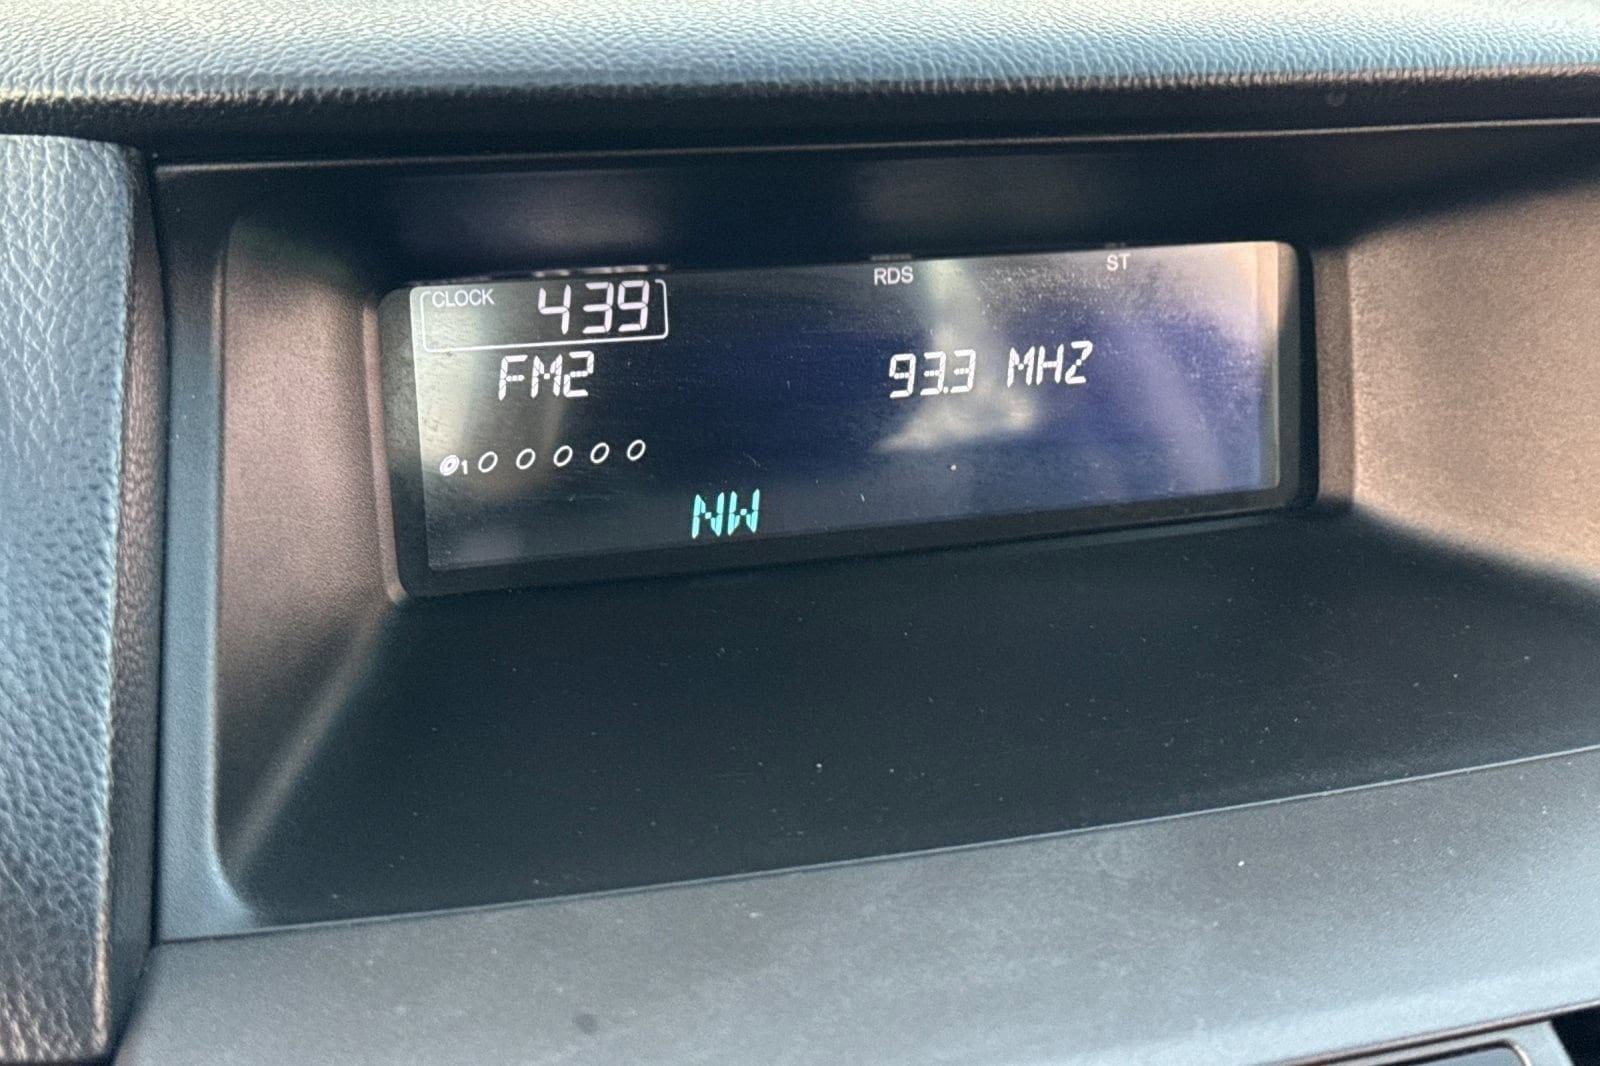 CLOCK 439
RDS
ST
FM2
93.3 MHZ
1
NW